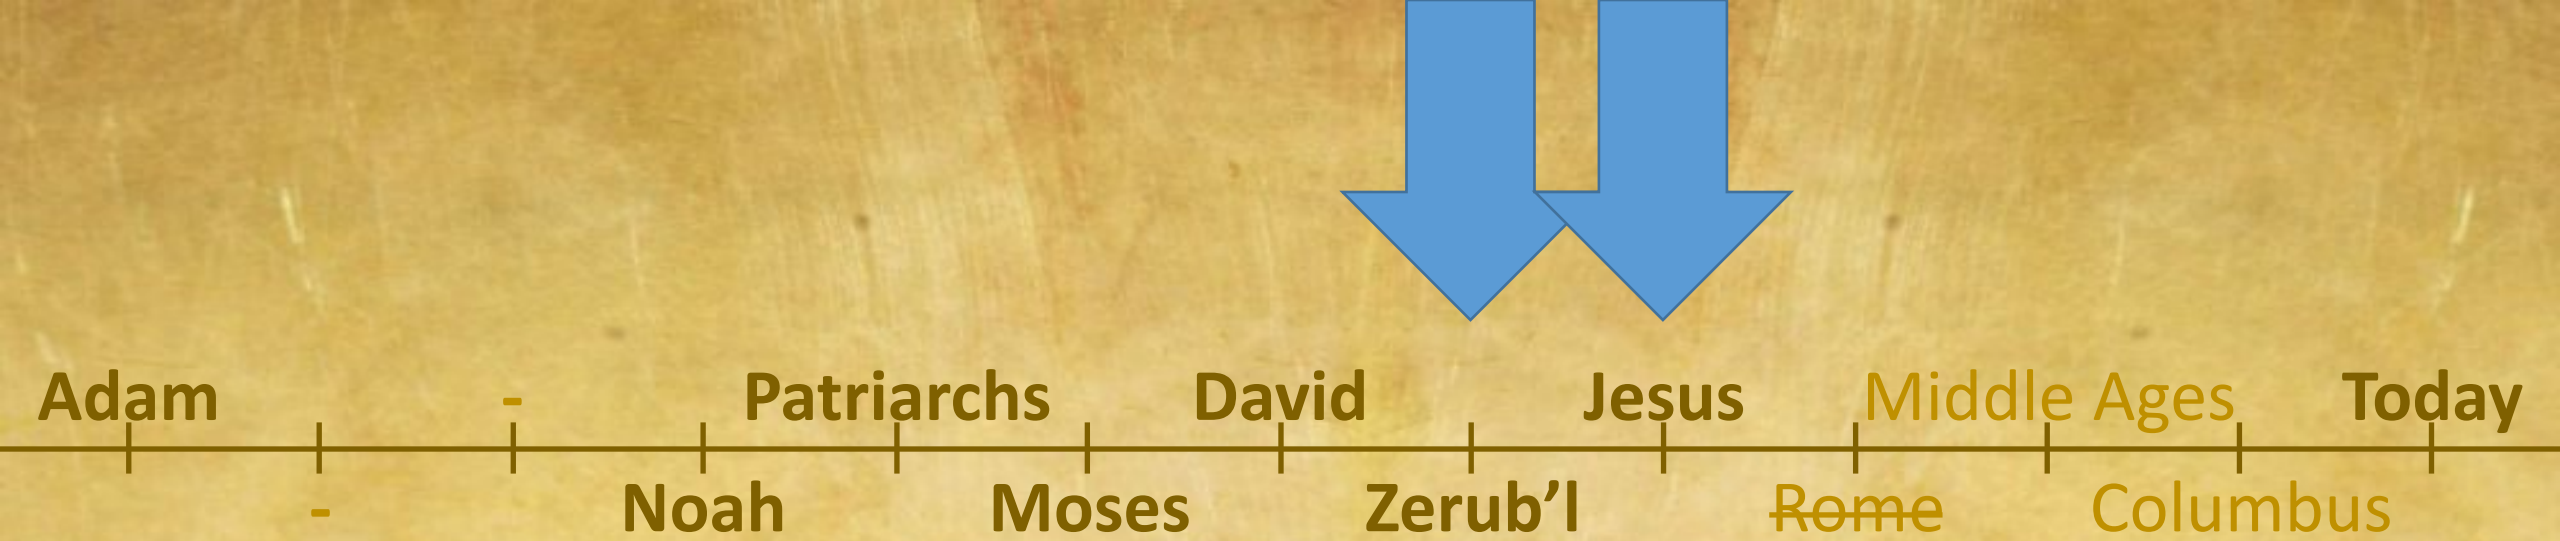 Adam - Patriarchs David Jesus Middle Ages Today
- Noah Moses Zerub’l Rome Columbus